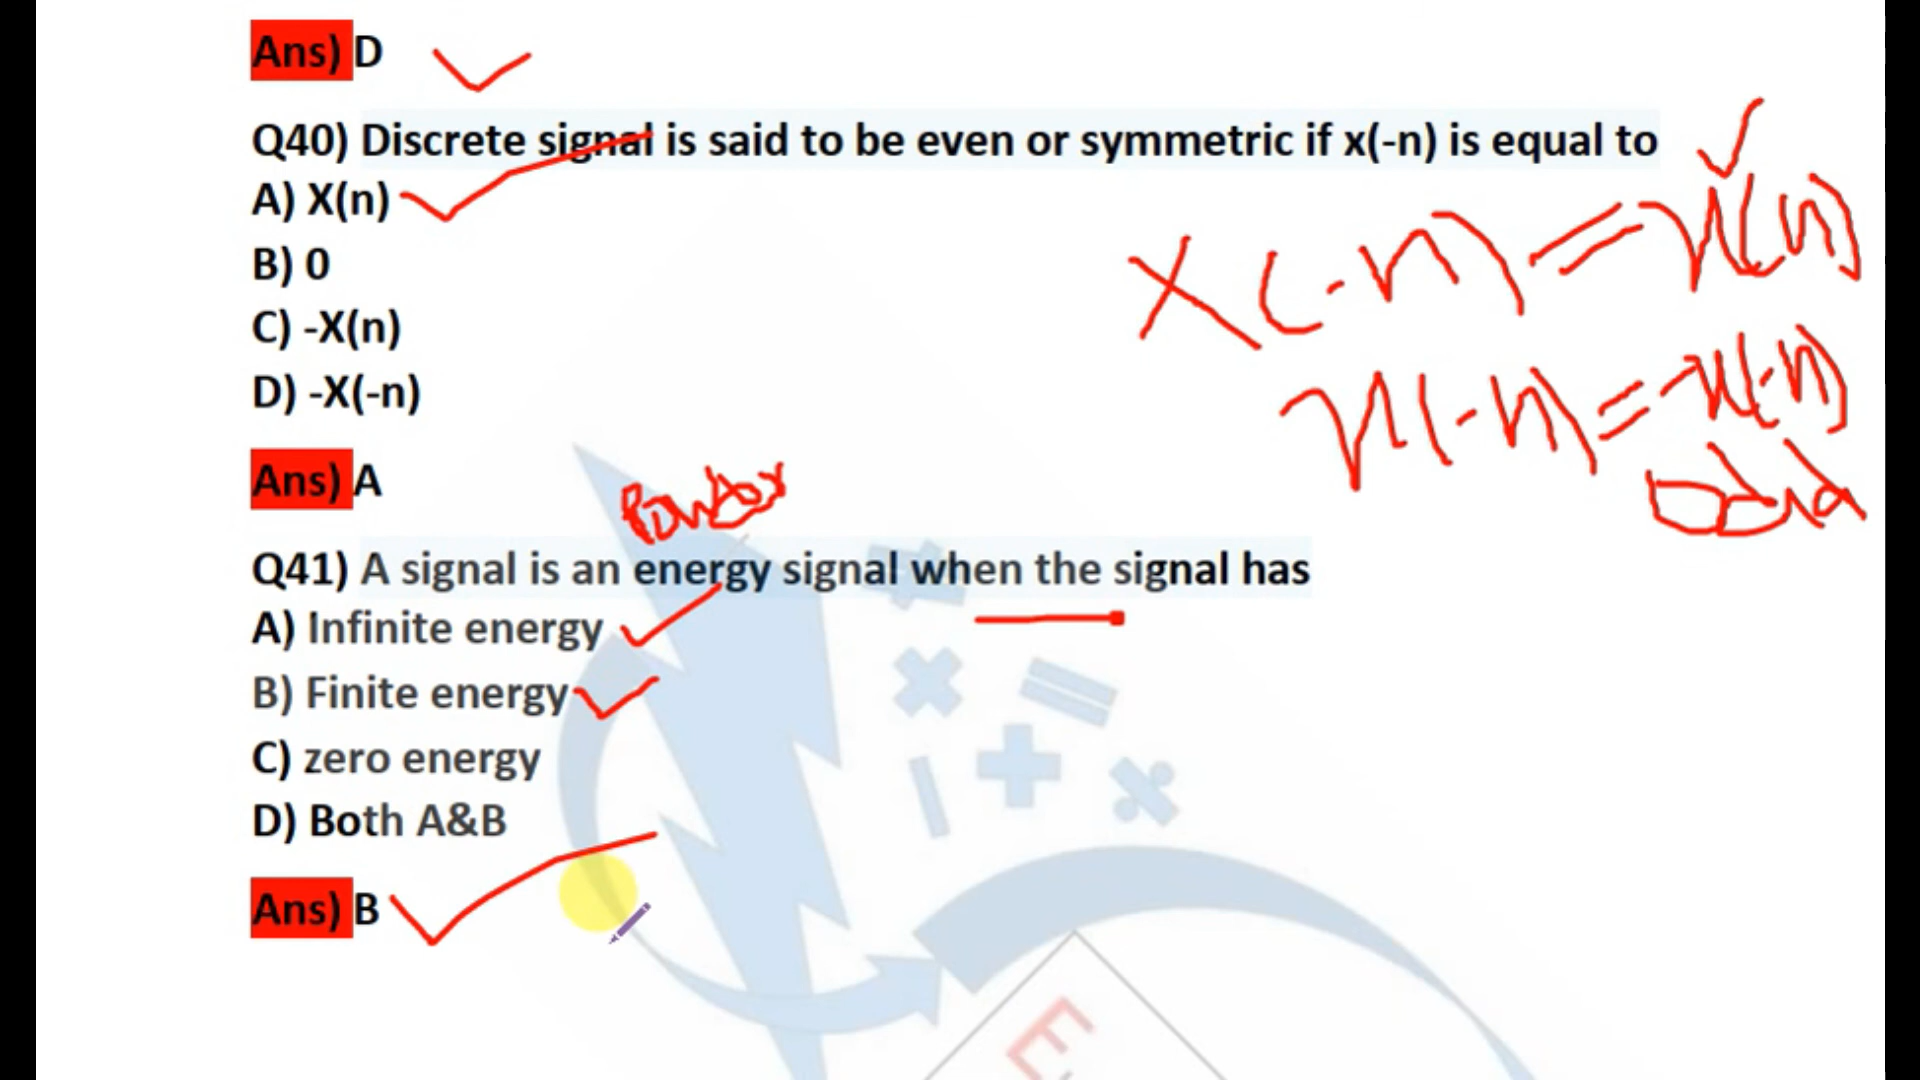 Ans) D
Q40) Discrete signal is said to be even or symmetric if x(-n) is equal to
A) X(n)
B) 0
C) -X(n)
D) -X(-n)
x(-n) = x(n)
x(-n) = -x(-n)
odd
Ans) A
Power
Q41) A signal is an energy signal when the signal has
A) Infinite energy
B) Finite energy
C) zero energy
D) Both A&B
Ans) B
E